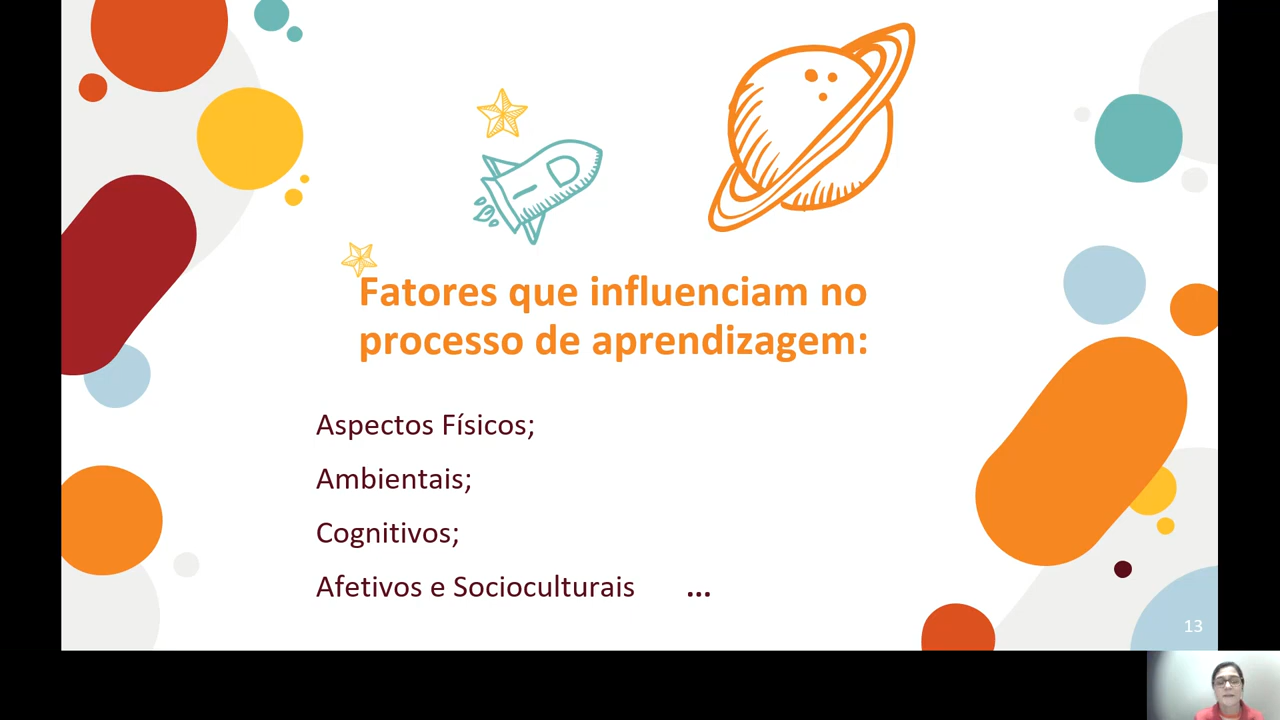 Fatores que influenciam no
processo de aprendizagem:
Aspectos Físicos;
Ambientais;
Cognitivos;
Afetivos e Socioculturais ...
13